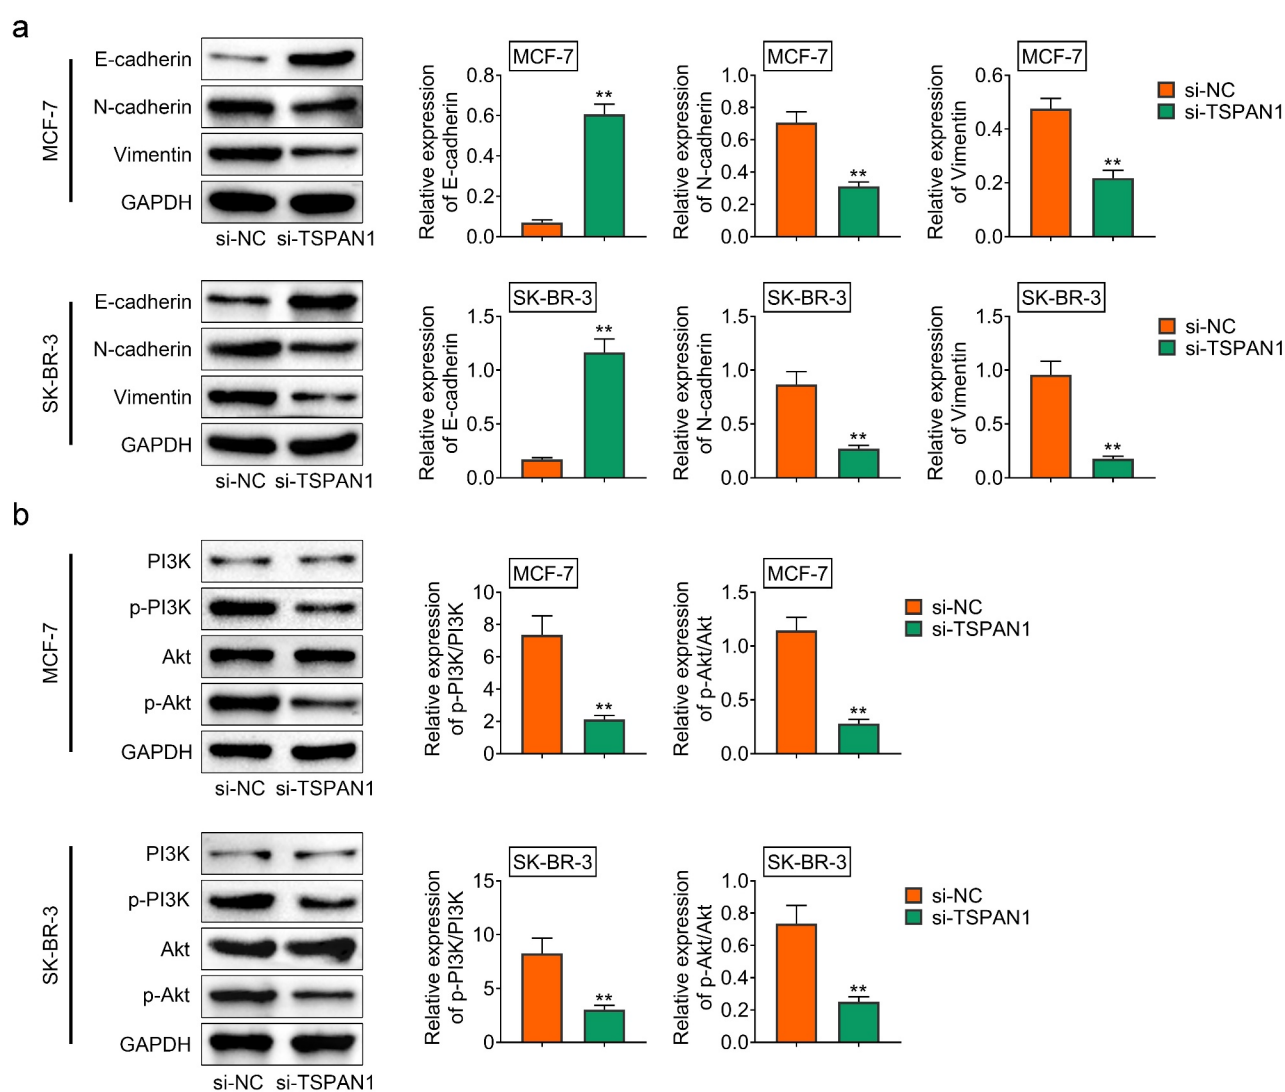 a
MCF-7
E-cadherin
N-cadherin
Vimentin
GAPDH
si-NC si-TSPAN1
MCF-7
Relative expression
of E-cadherin
0.8
0.6
0.4
0.2
0.0
**
MCF-7
Relative expression
of N-cadherin
1.0
0.8
0.6
0.4
0.2
0.0
**
MCF-7
Relative expression
of Vimentin
0.6
0.4
0.2
0.0
**
si-NC
si-TSPAN1
SK-BR-3
E-cadherin
N-cadherin
Vimentin
GAPDH
si-NC si-TSPAN1
SK-BR-3
Relative expression
of E-cadherin
1.5
1.0
0.5
0.0
**
SK-BR-3
Relative expression
of N-cadherin
1.5
1.0
0.5
0.0
**
SK-BR-3
Relative expression
of Vimentin
1.5
1.0
0.5
0.0
**
si-NC
si-TSPAN1
b
MCF-7
PI3K
p-PI3K
Akt
p-Akt
GAPDH
si-NC si-TSPAN1
MCF-7
Relative expression
of p-PI3K/PI3K
10
8
6
4
2
0
**
MCF-7
Relative expression
of p-Akt/Akt
1.5
1.0
0.5
0.0
**
si-NC
si-TSPAN1
SK-BR-3
PI3K
p-PI3K
Akt
p-Akt
GAPDH
si-NC si-TSPAN1
SK-BR-3
Relative expression
of p-PI3K/PI3K
15
10
5
0
**
SK-BR-3
Relative expression
of p-Akt/Akt
1.0
0.8
0.6
0.4
0.2
0.0
**
si-NC
si-TSPAN1